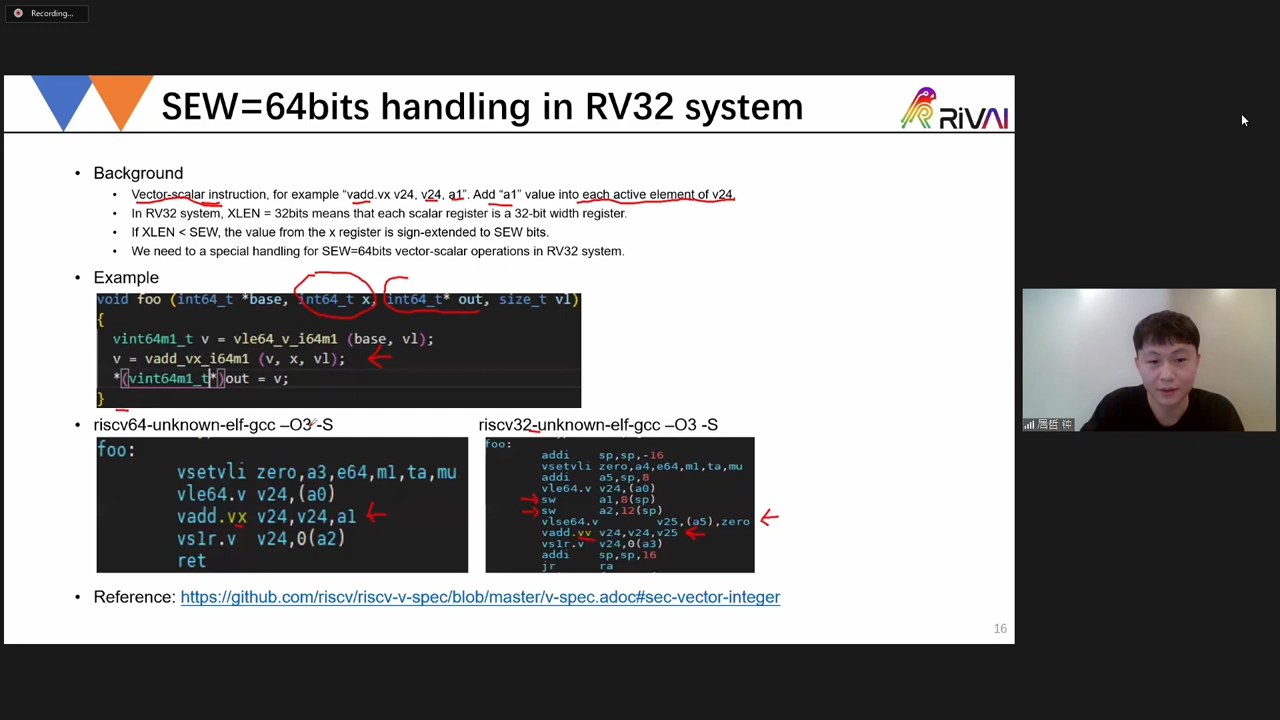 Recording...
SEW=64bits handling in RV32 system
RiVAI
• Background
• Vector-scalar instruction, for example “vadd.vx v24, v24, a1”. Add “a1” value into each active element of v24.
• In RV32 system, XLEN = 32bits means that each scalar register is a 32-bit width register.
• If XLEN < SEW, the value from the x register is sign-extended to SEW bits.
• We need to a special handling for SEW=64bits vector-scalar operations in RV32 system.
• Example
void foo (int64_t *base, int64_t x, int64_t* out, size_t vl)
{
vint64m1_t v = vle64_v_i64m1 (base, vl);
v = vadd_vx_i64m1 (v, x, vl);
*(vint64m1_t*)out = v;
}
• riscv64-unknown-elf-gcc –O3 -S
foo:
vsetvli zero,a3,e64,m1,ta,mu
vle64.v v24,(a0)
vadd.vx v24,v24,a1
vs1r.v v24,0(a2)
ret
riscv32-unknown-elf-gcc –O3 -S
foo:
addi sp,sp,-16
vsetvli zero,a4,e64,m1,ta,mu
addi a5,sp,8
vle64.v v24,(a0)
sw a1,8(sp)
sw a2,12(sp)
vlse64.v v25,(a5),zero
vadd.vv v24,v24,v25
vs1r.v v24,0(a3)
addi sp,sp,16
jr ra
• Reference: https://github.com/riscv/riscv-v-spec/blob/master/v-spec.adoc#sec-vector-integer
16
居哲 钟